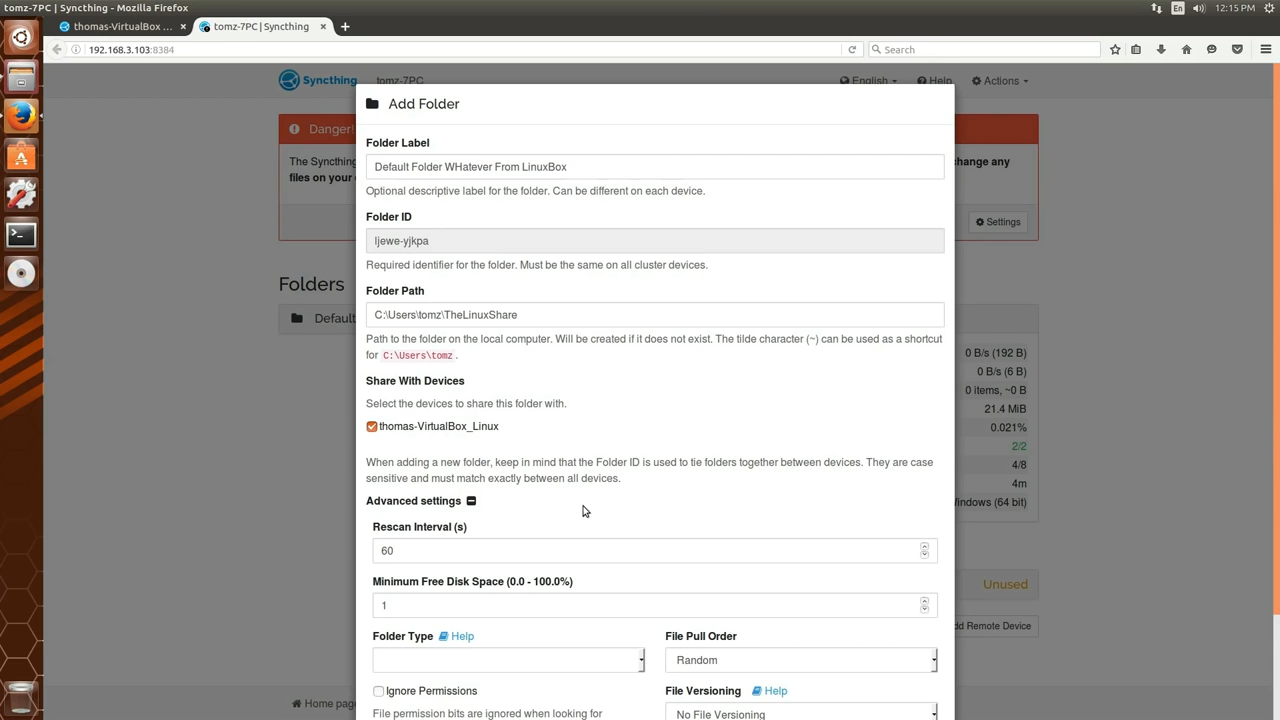 tomz-7PC | Syncthing - Mozilla Firefox
En
12:15 PM
thomas-VirtualBox ...
tomz-7PC | Syncthing
192.168.3.103:8384
Search
Syncthing
tomz-7PC
English
Help
Actions
Danger!
The Syncthing
change any
files on your
Settings
Folders
Default
0 B/s (192 B)
0 B/s (6 B)
0 items, ~0 B
21.4 MiB
0.021%
2/2
4/8
4m
Windows (64 bit)
Unused
dd Remote Device
Home page
Add Folder
Folder Label
Default Folder WHatever From LinuxBox
Optional descriptive label for the folder. Can be different on each device.
Folder ID
ljewe-yjkpa
Required identifier for the folder. Must be the same on all cluster devices.
Folder Path
C:\Users\tomz\TheLinuxShare
Path to the folder on the local computer. Will be created if it does not exist. The tilde character (~) can be used as a shortcut
for C:\Users\tomz.
Share With Devices
Select the devices to share this folder with.
thomas-VirtualBox_Linux
When adding a new folder, keep in mind that the Folder ID is used to tie folders together between devices. They are case
sensitive and must match exactly between all devices.
Advanced settings
Rescan Interval (s)
60
Minimum Free Disk Space (0.0 - 100.0%)
1
Folder Type Help
File Pull Order
Random
Ignore Permissions
File Versioning Help
File permission bits are ignored when looking for
No File Versioning